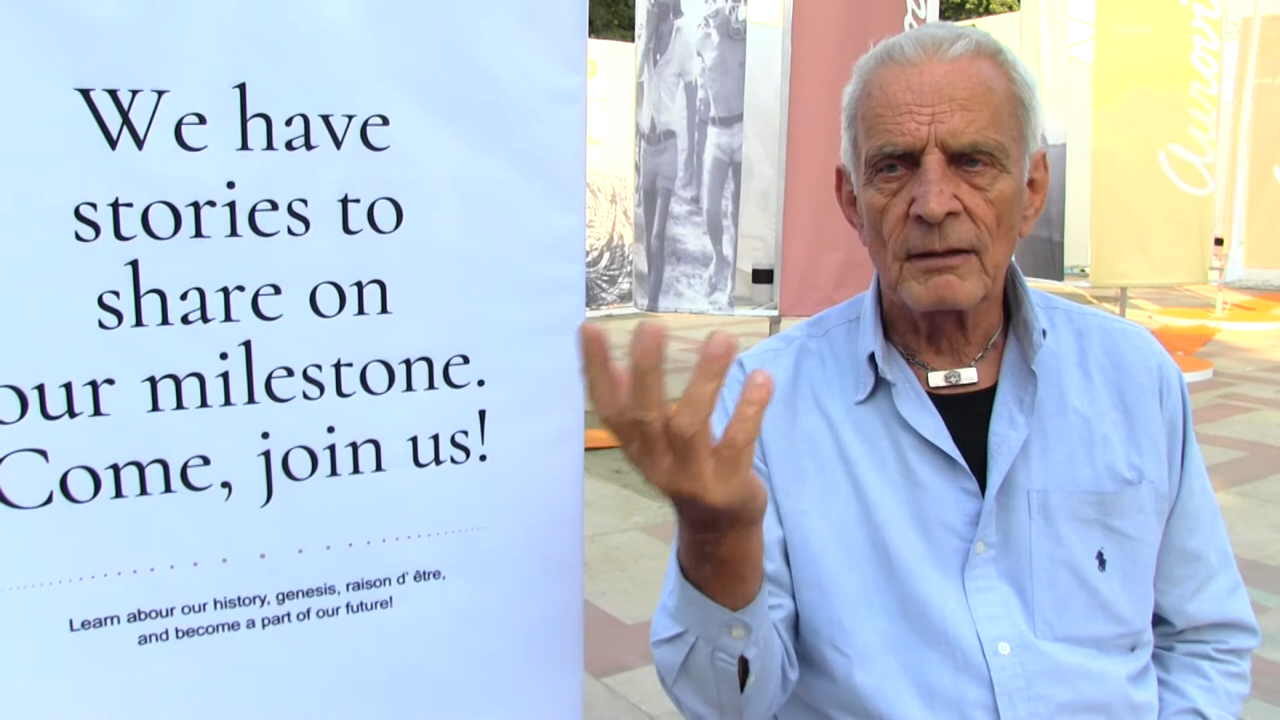 We have
stories to
share on
our milestone.
Come, join us!
Learn abour our history, genesis, raison d' être,
and become a part of our future!